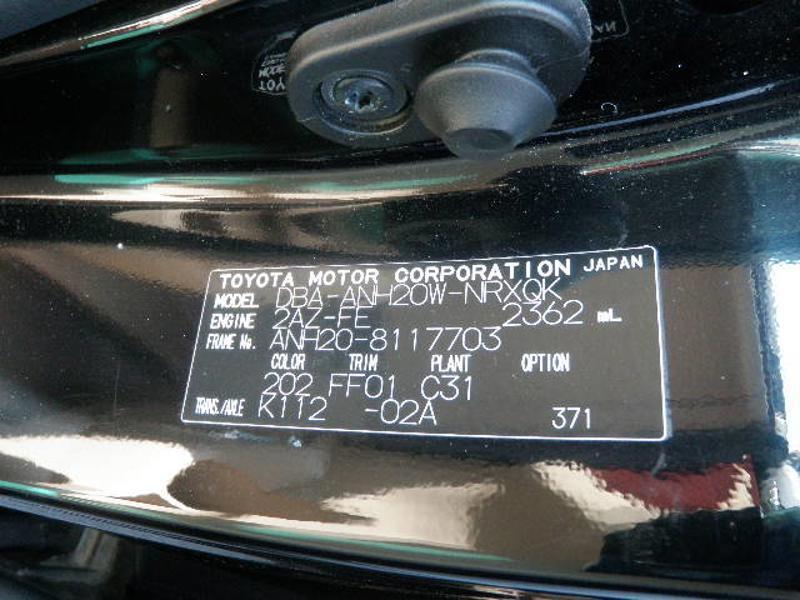 TOYOTA MOTOR CORPORATION JAPAN
MODEL DBA-ANH20W-NRXQK
ENGINE 2AZ-FE 2362 mL
FRAME No. ANH20-8117703
COLOR TRIM PLANT OPTION
202 FF01 C31
TRANS./AXLE K112 -02A 371